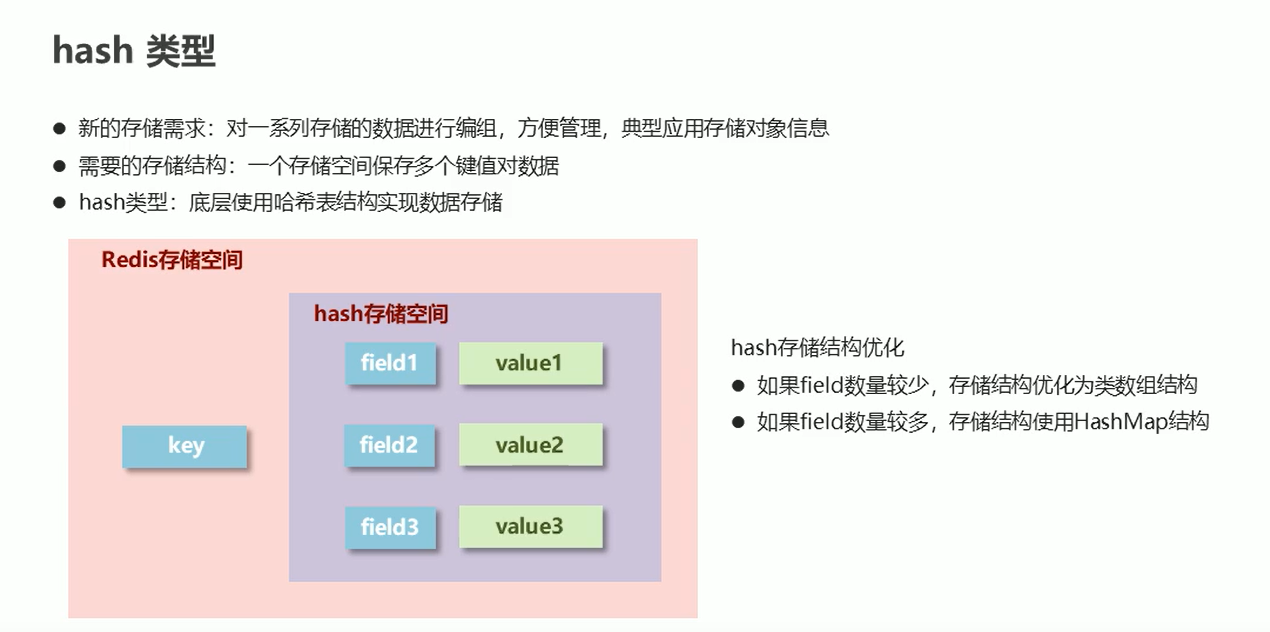 hash 类型
● 新的存储需求：对一系列存储的数据进行编组，方便管理，典型应用存储对象信息
● 需要的存储结构：一个存储空间保存多个键值对数据
● hash类型：底层使用哈希表结构实现数据存储
Redis存储空间
hash存储空间
field1 value1
key
field2 value2
field3 value3
hash存储结构优化
● 如果field数量较少，存储结构优化为类数组结构
● 如果field数量较多，存储结构使用HashMap结构